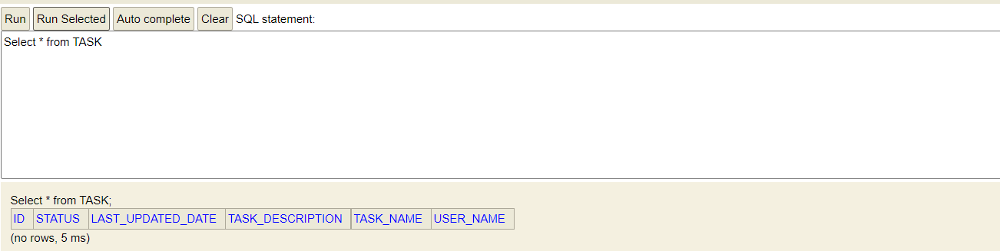 Run Run Selected Auto complete Clear SQL statement:
Select * from TASK
Select * from TASK;
ID STATUS LAST_UPDATED_DATE TASK_DESCRIPTION TASK_NAME USER_NAME
(no rows, 5 ms)